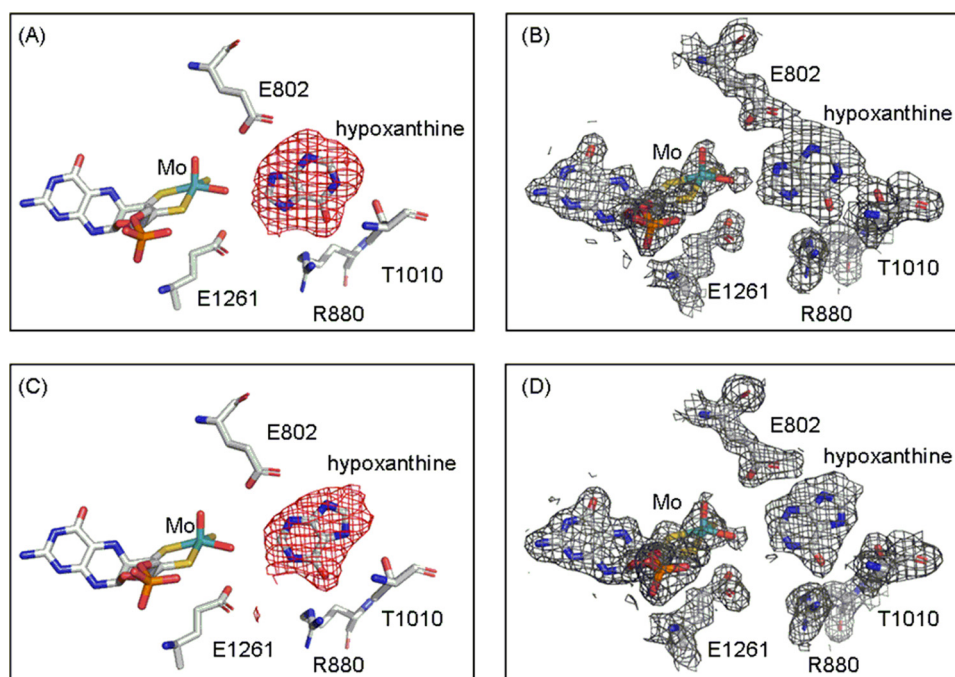 (A)
E802
hypoxanthine
Mo
E1261
T1010
R880
(B)
E802
hypoxanthine
Mo
E1261
T1010
R880
(C)
E802
hypoxanthine
Mo
E1261
T1010
R880
(D)
E802
hypoxanthine
Mo
E1261
T1010
R880